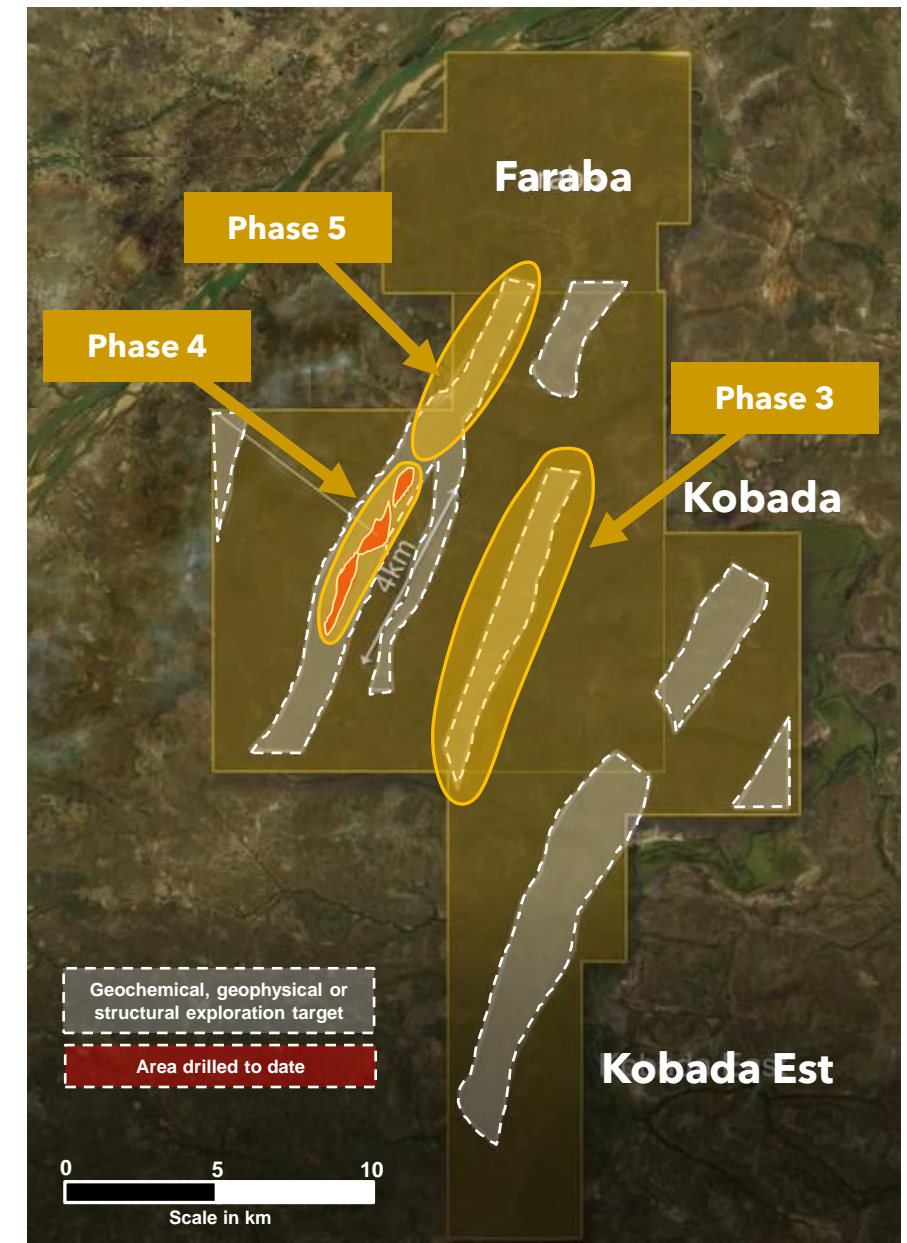 Faraba
Phase 5
Phase 4
Phase 3
Kobada
4km
Geochemical, geophysical or
structural exploration target
Area drilled to date
Kobada Est
0 5 10
Scale in km